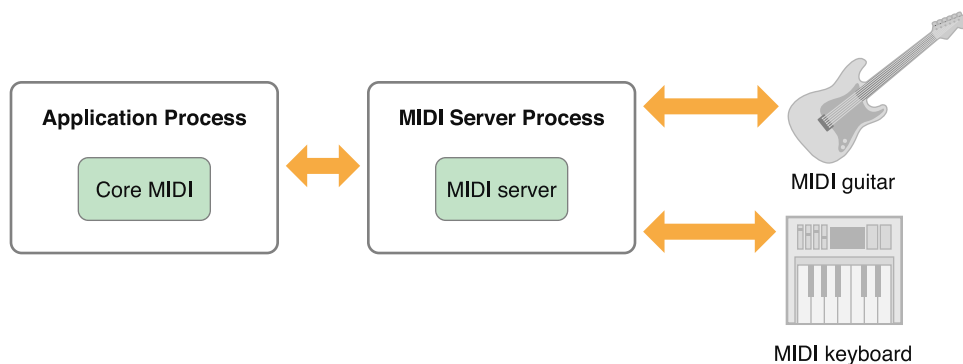 Application Process
Core MIDI
MIDI Server Process
MIDI server
MIDI guitar
MIDI keyboard